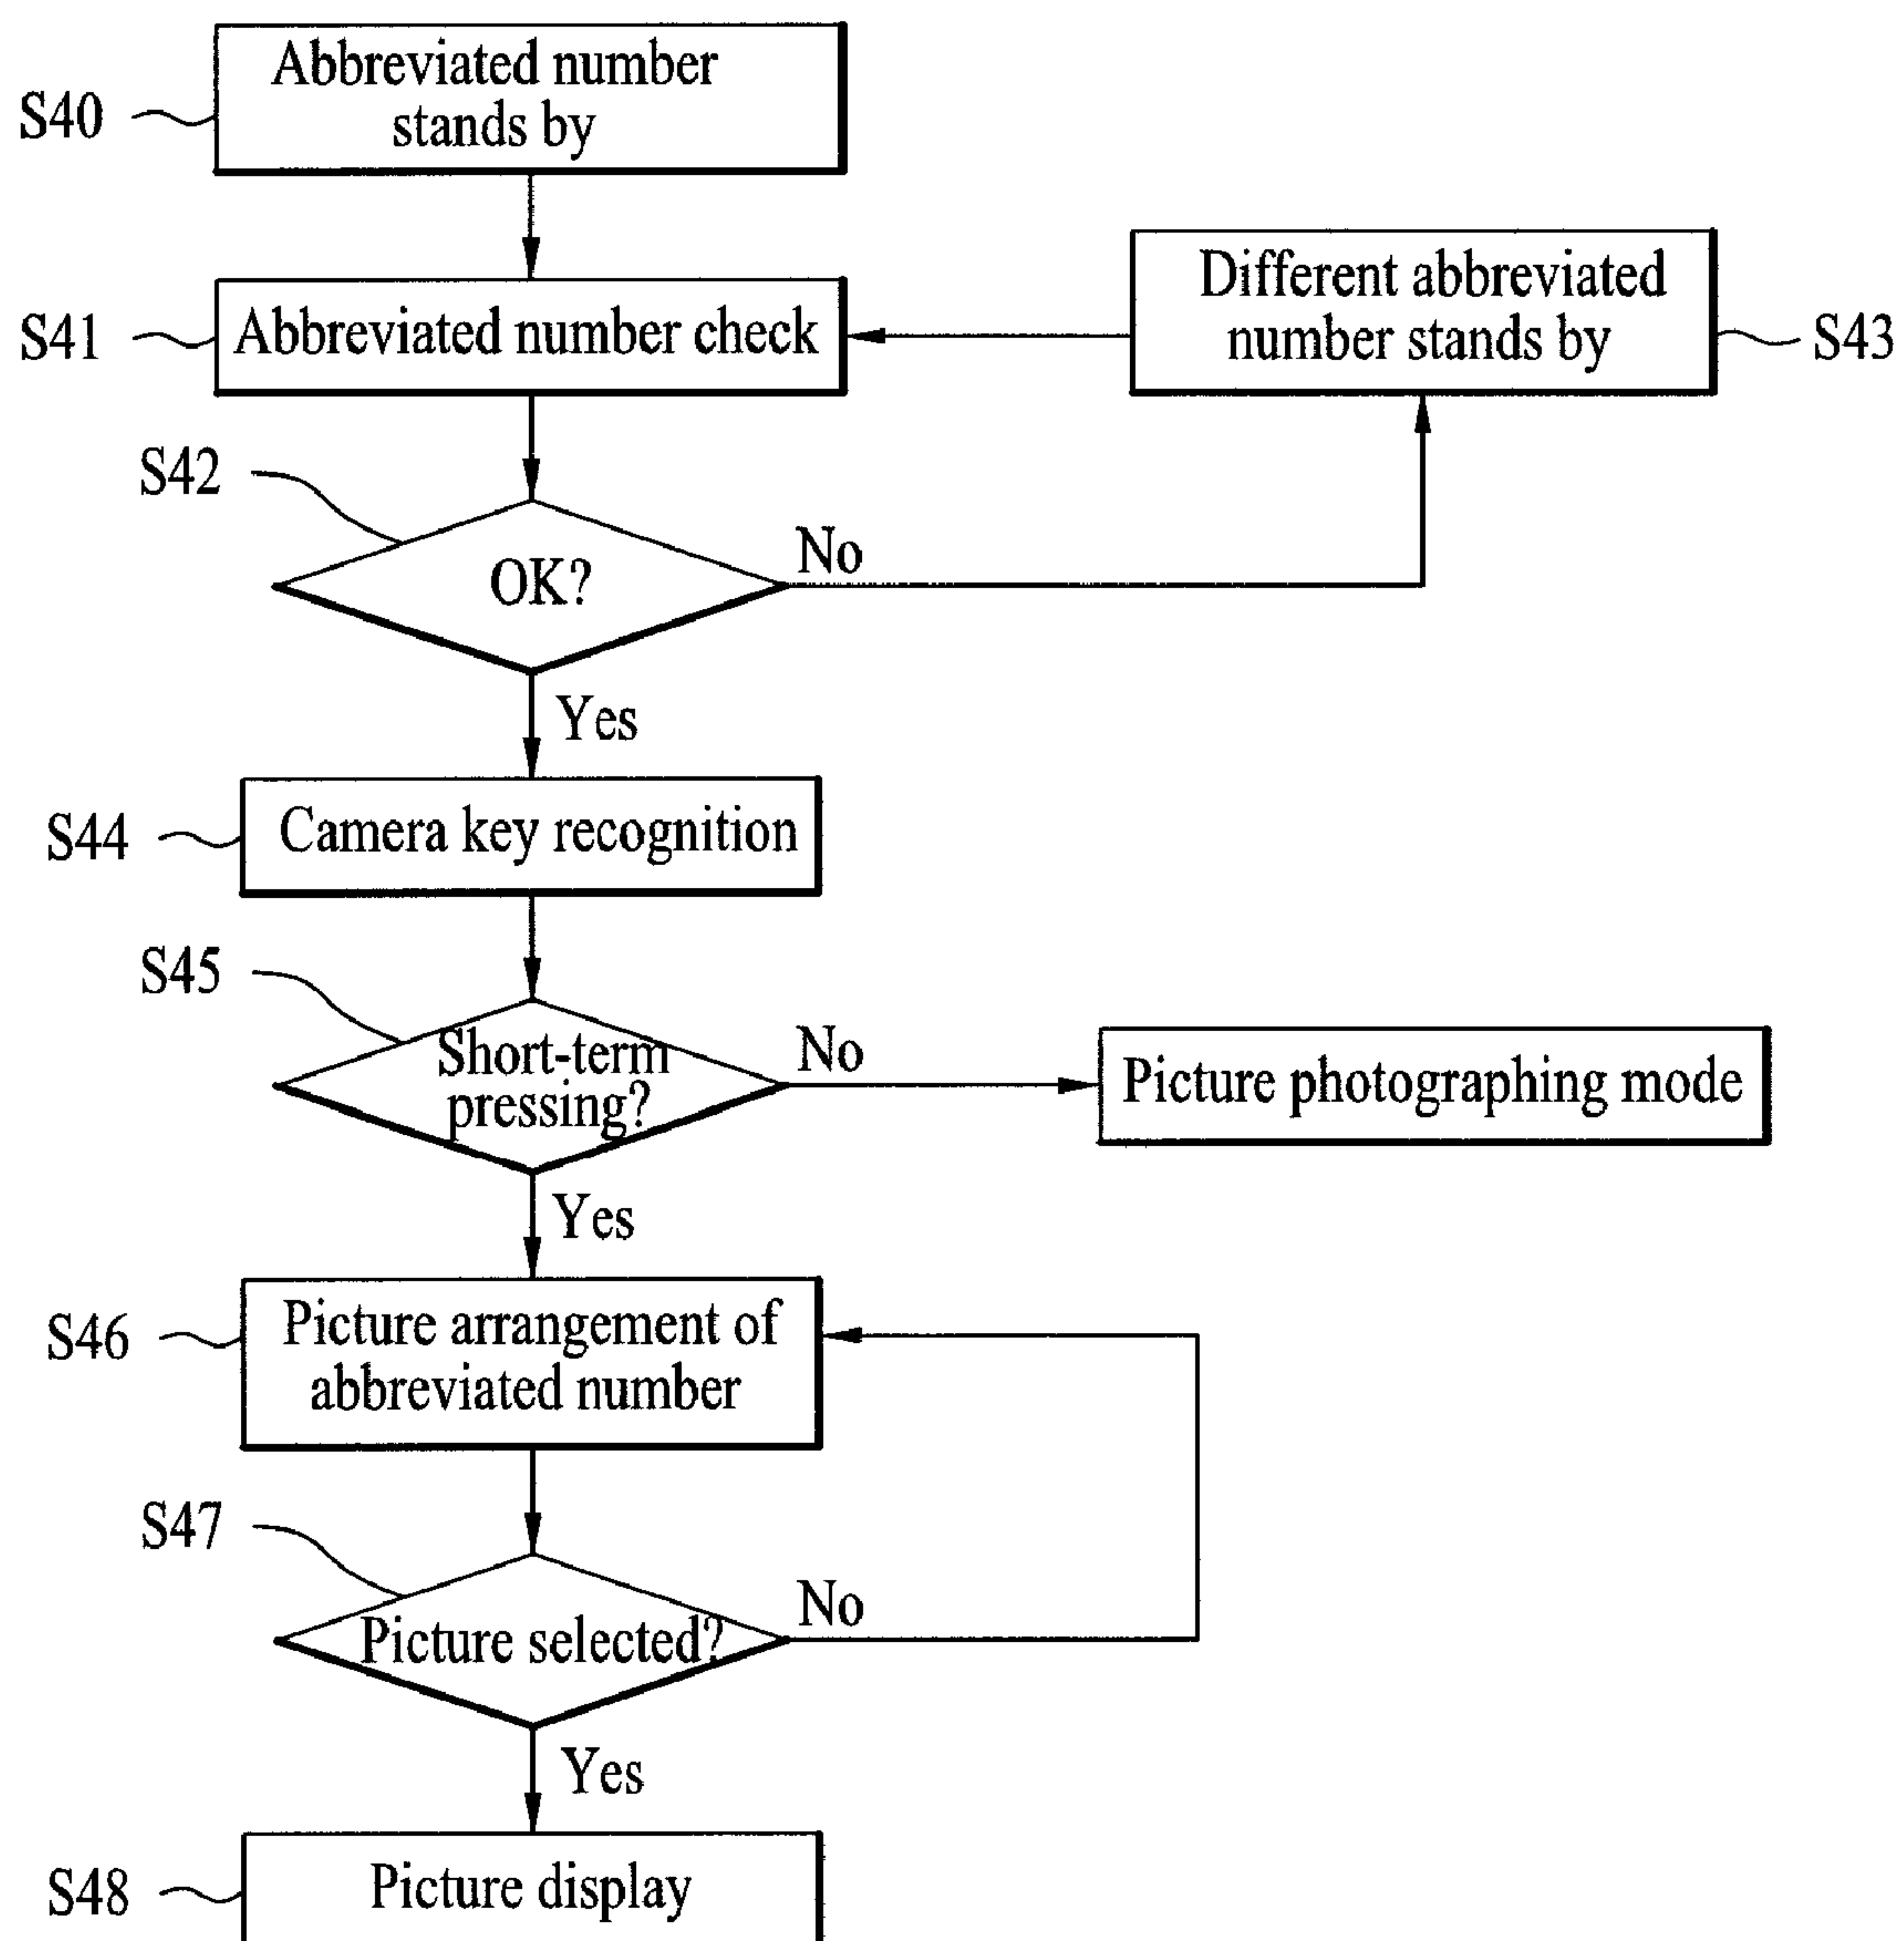 S40
Abbreviated number
stands by
S41
Abbreviated number check
Different abbreviated
number stands by
S43
S42
OK?
No
Yes
S44
Camera key recognition
S45
Short-term
pressing?
No
Picture photographing mode
Yes
S46
Picture arrangement of
abbreviated number
S47
Picture selected?
No
Yes
S48
Picture display